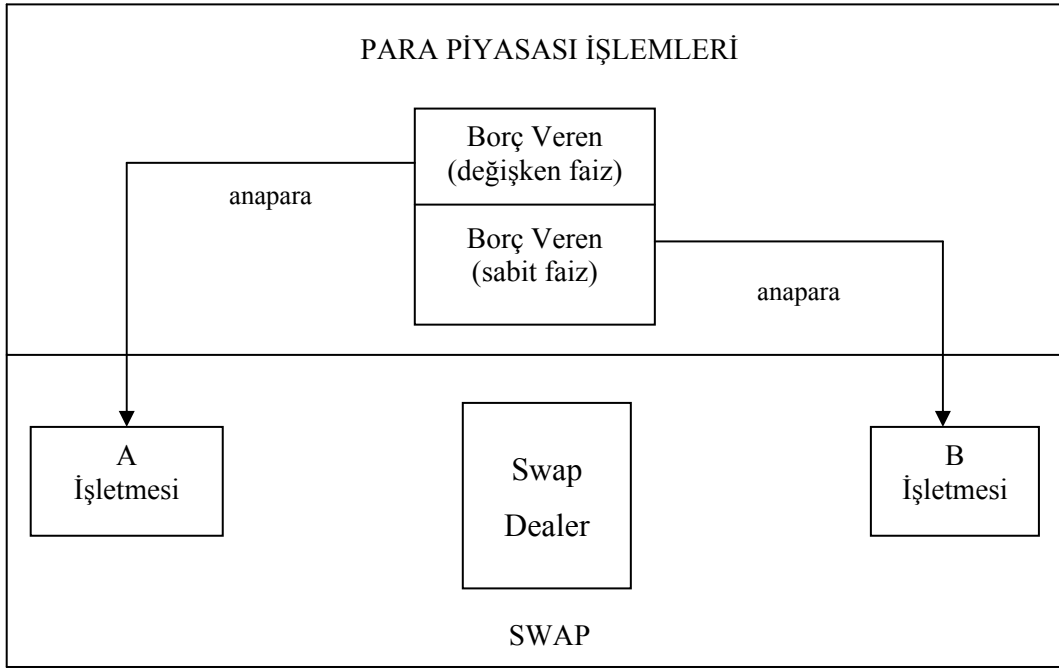 PARA PİYASASI İŞLEMLERİ
Borç Veren
(değişken faiz)
anapara
Borç Veren
(sabit faiz)
anapara
A
İşletmesi
Swap
Dealer
B
İşletmesi
SWAP